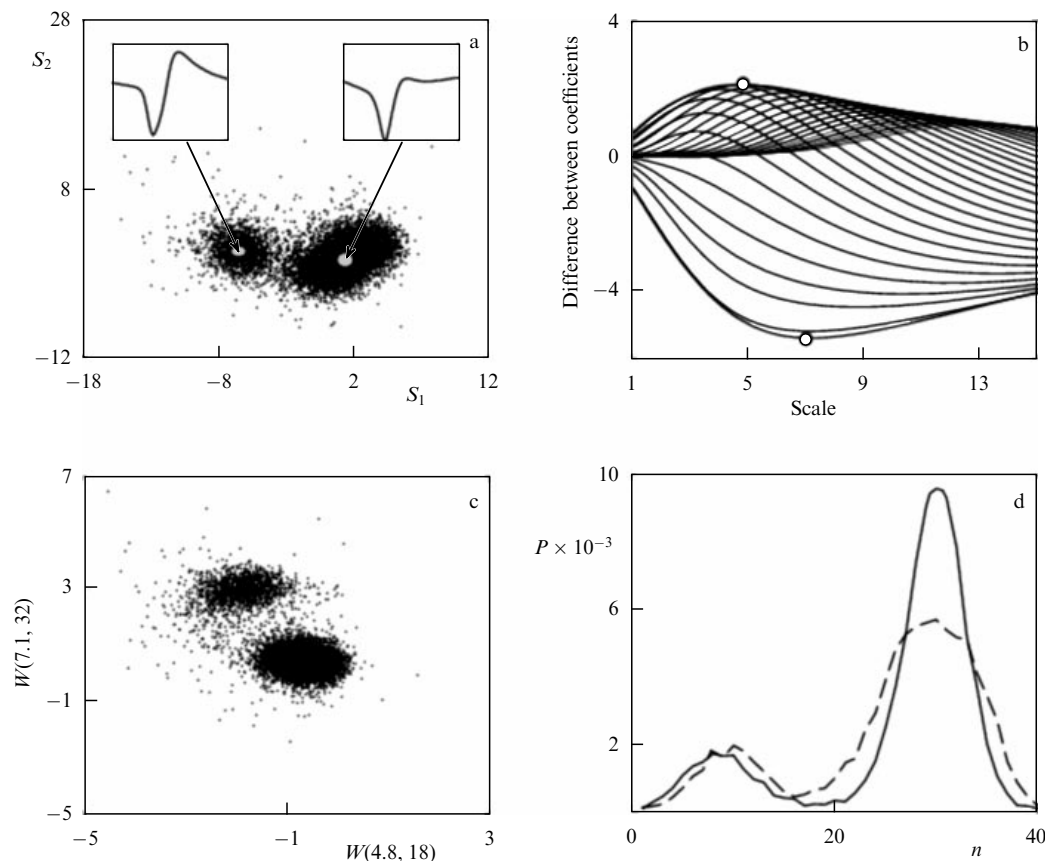 28
S₂
a
8
−12
−18
−8
2
12
S₁
4
b
Difference between coefficients
0
−4
1
5
9
13
Scale
7
c
3
W(7.1, 32)
−1
−5
−5
−1
3
W(4.8, 18)
10
d
P × 10⁻³
6
2
0
20
40
n